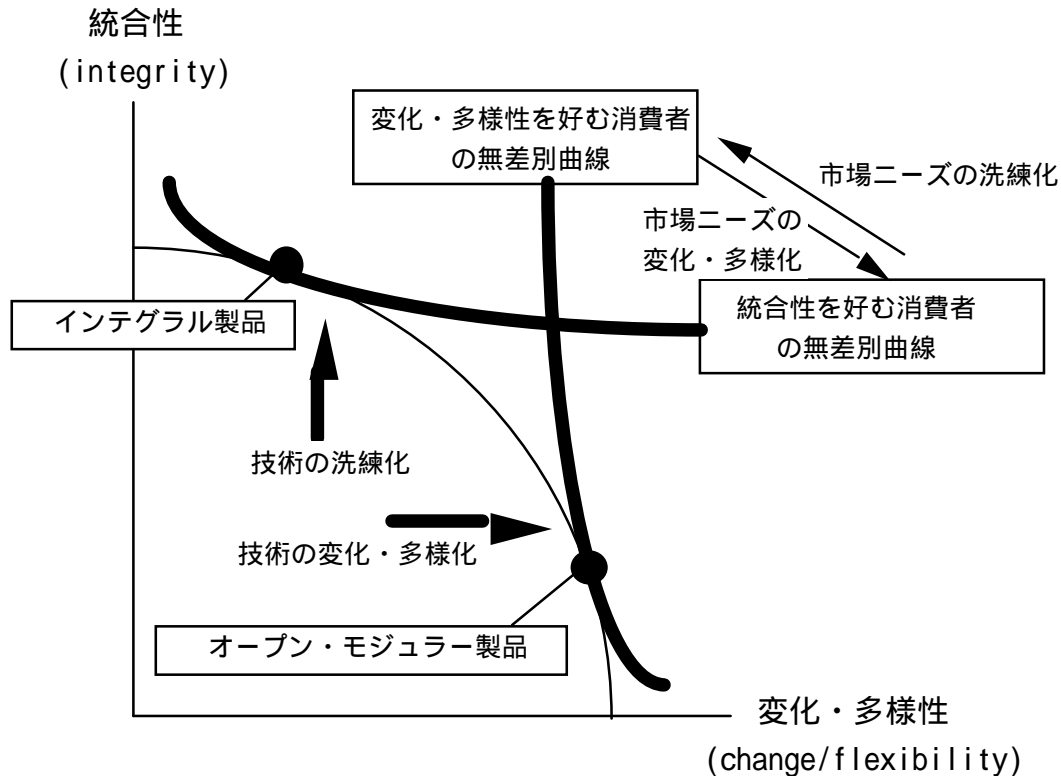 統合性
(integrity)
変化・多様性を好む消費者
の無差別曲線
市場ニーズの洗練化
市場ニーズの
変化・多様化
統合性を好む消費者
の無差別曲線
インテグラル製品
技術の洗練化
技術の変化・多様化
オープン・モジュラー製品
変化・多様性
(change/flexibility)